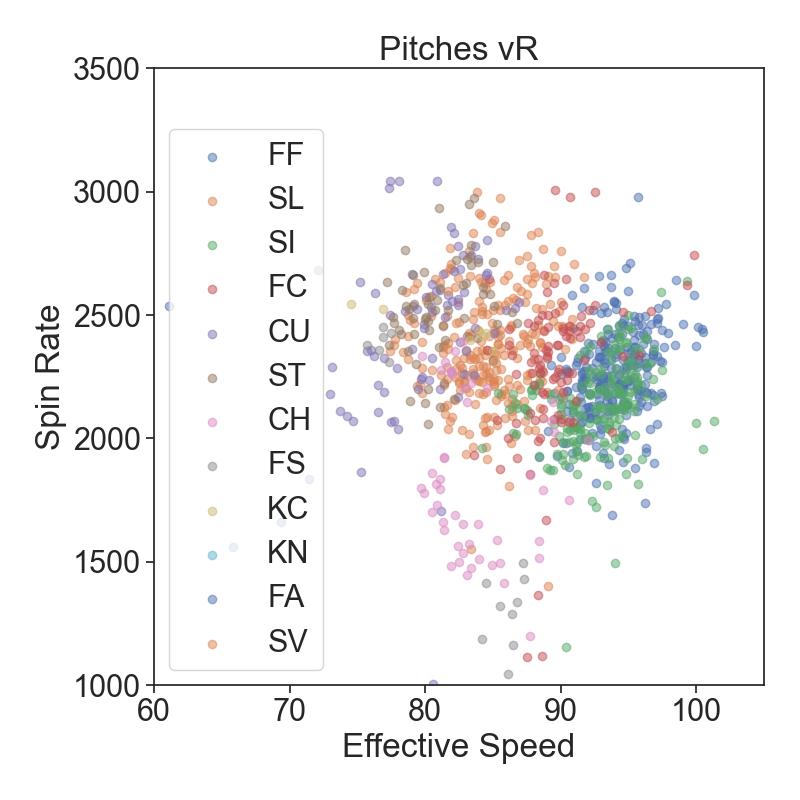 Pitches vR
3500
3000
2500
2000
1500
1000
Spin Rate
FF
SL
SI
FC
CU
ST
CH
FS
KC
KN
FA
SV
60
70
80
90
100
Effective Speed